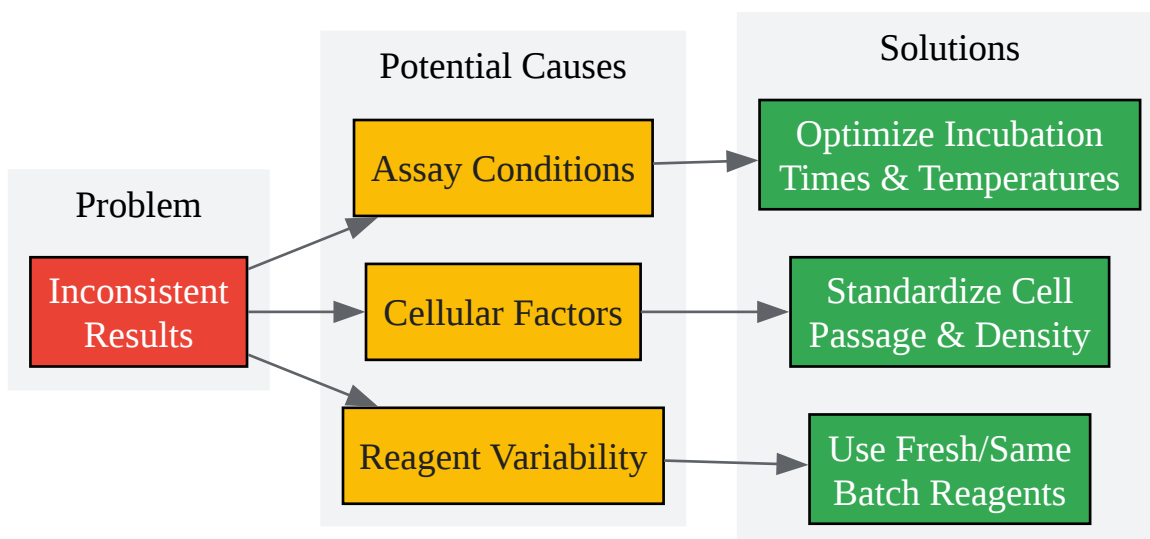 Problem
Inconsistent
Results
Potential Causes
Assay Conditions
Cellular Factors
Reagent Variability
Solutions
Optimize Incubation
Times & Temperatures
Standardize Cell
Passage & Density
Use Fresh/Same
Batch Reagents